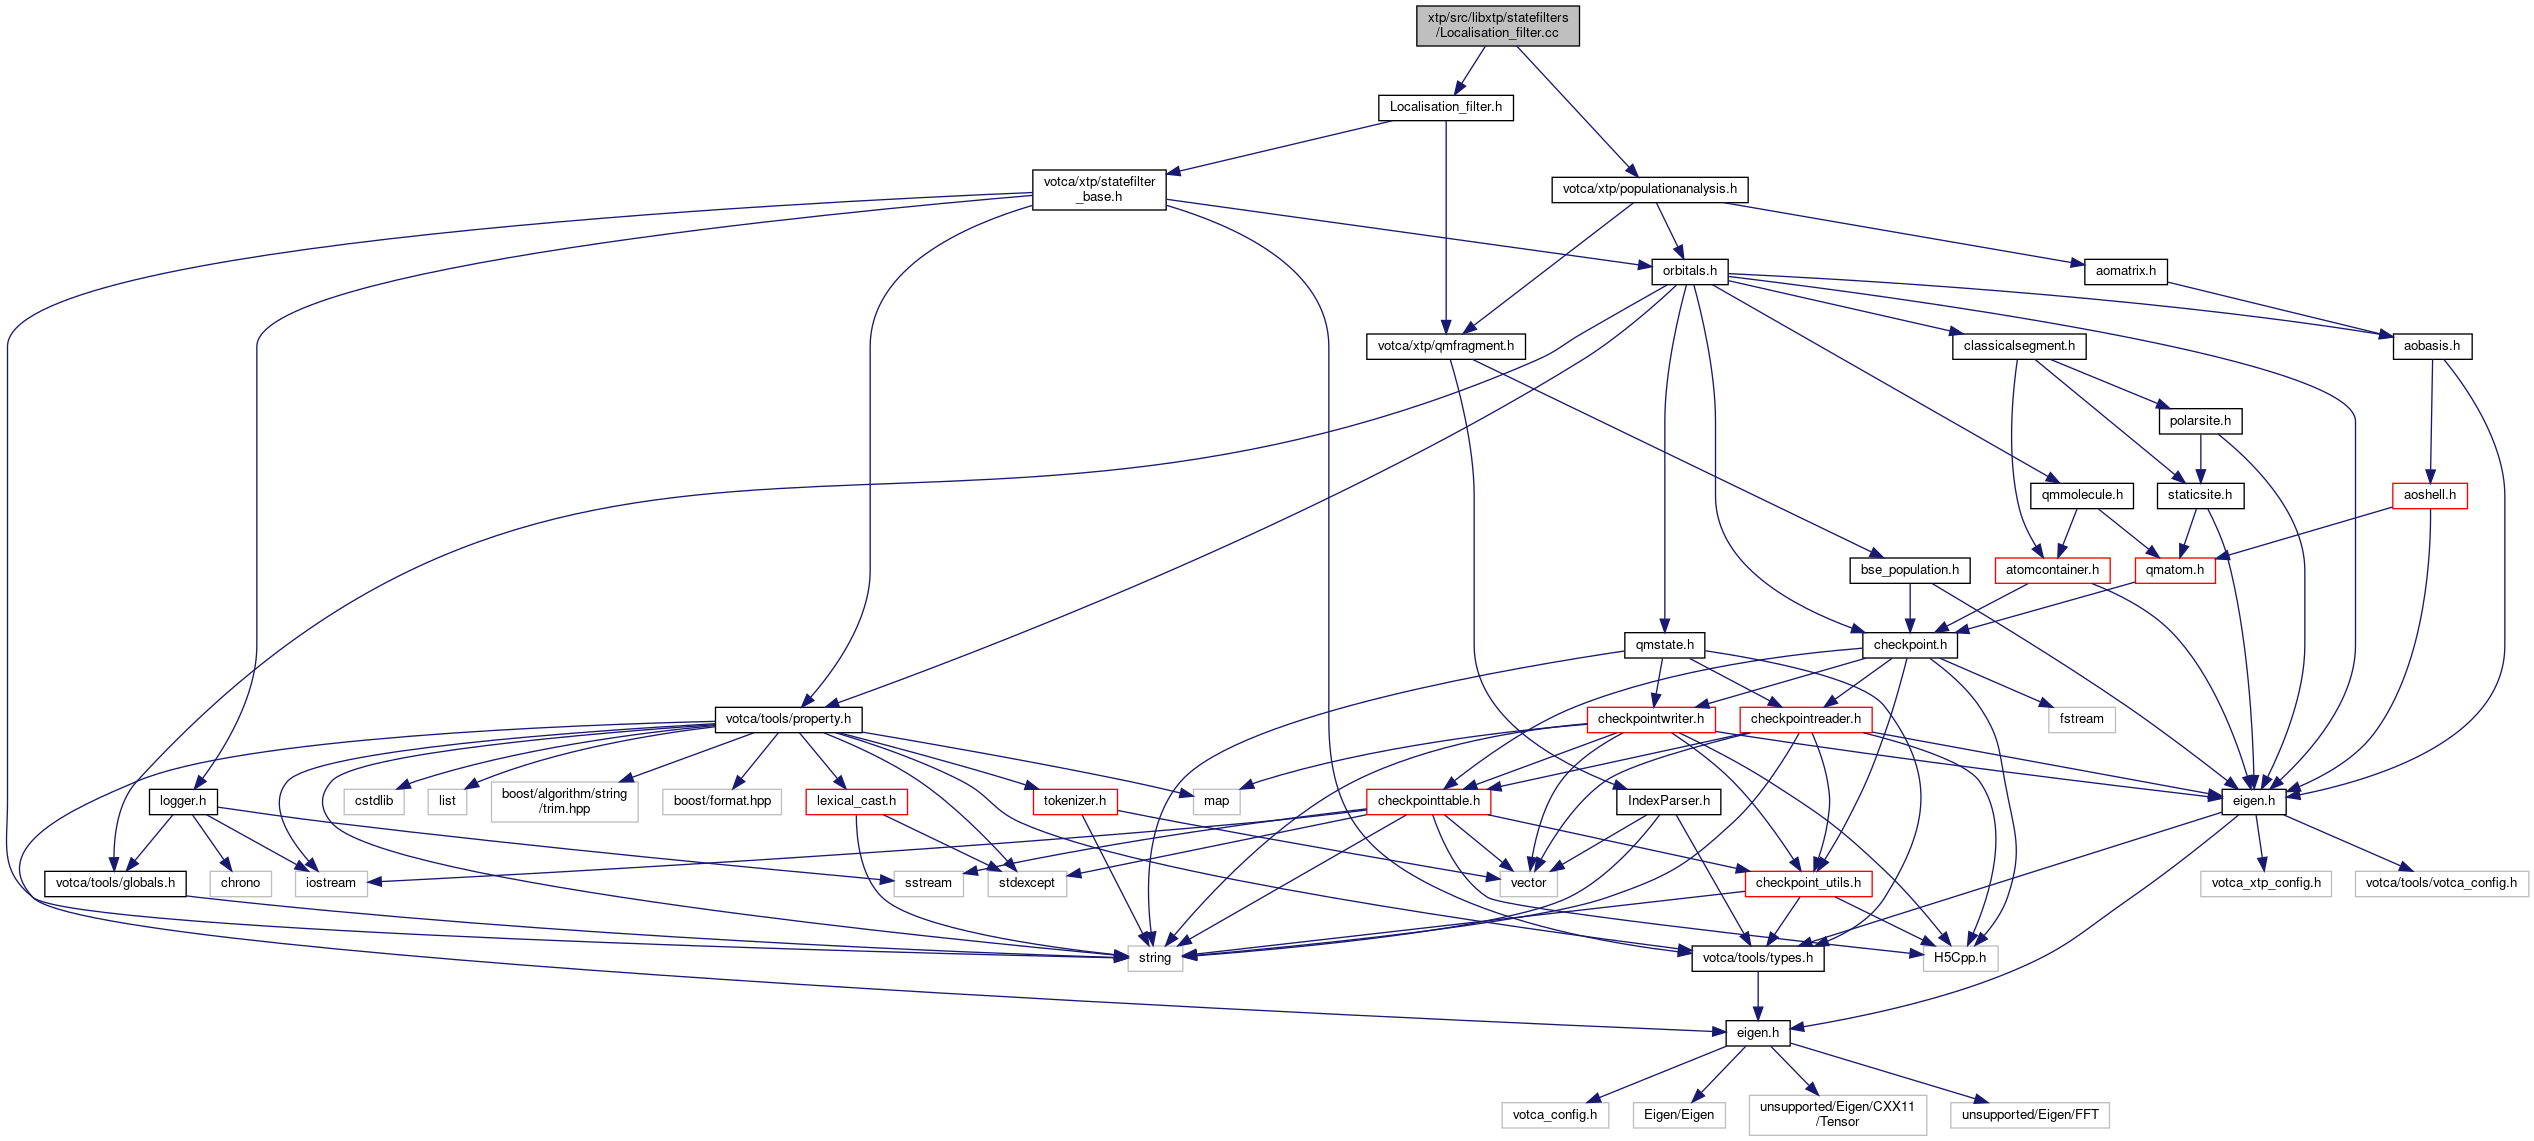 xtp/src/libxtp/statefilters
/Localisation_filter.cc
Localisation_filter.h
votca/xtp/statefilter
_base.h
votca/xtp/populationanalysis.h
orbitals.h
aomatrix.h
votca/xtp/qmfragment.h
classicalsegment.h
aobasis.h
polarsite.h
qmmolecule.h
staticsite.h
aoshell.h
bse_population.h
atomcontainer.h
qmatom.h
qmstate.h
checkpoint.h
votca/tools/property.h
checkpointwriter.h
checkpointreader.h
fstream
logger.h
cstdlib
list
boost/algorithm/string
/trim.hpp
boost/format.hpp
lexical_cast.h
tokenizer.h
map
checkpointtable.h
IndexParser.h
eigen.h
votca/tools/globals.h
chrono
iostream
sstream
stdexcept
vector
checkpoint_utils.h
votca_xtp_config.h
votca/tools/votca_config.h
string
votca/tools/types.h
H5Cpp.h
eigen.h
votca_config.h
Eigen/Eigen
unsupported/Eigen/CXX11
/Tensor
unsupported/Eigen/FFT